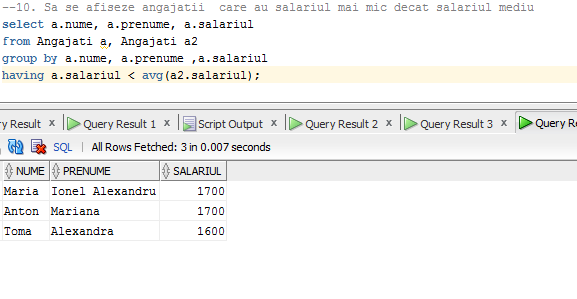 --10. Sa se afiseze angajatii  care au salariul mai mic decat salariul mediu
select a.nume, a.prenume, a.salariul
from Angajati a, Angajati a2
group by a.nume, a.prenume ,a.salariul
having a.salariul < avg(a2.salariul);
ry Result x Query Result 1 x Script Output x Query Result 2 x Query Result 3 x Query Re
SQL | All Rows Fetched: 3 in 0.007 seconds
NUME PRENUME SALARIUL
Maria Ionel Alexandru 1700
Anton Mariana 1700
Toma Alexandra 1600